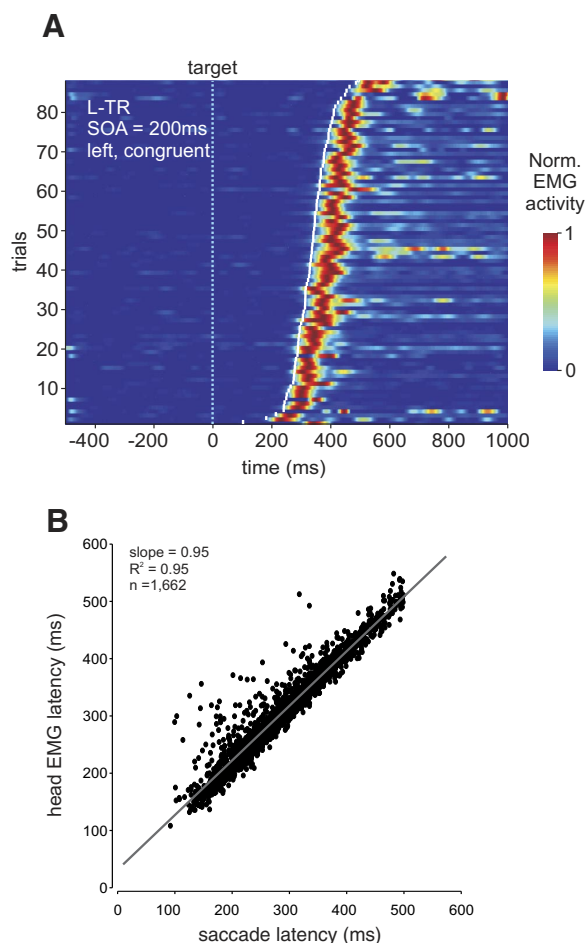 A
target
L-TR
SOA = 200ms
left, congruent
80
70
60
50
40
30
20
10
trials
-400
-200
0
200
400
600
800
1000
time (ms)
Norm.
EMG
activity
1
0
B
slope = 0.95
R² = 0.95
n =1,662
600
500
400
300
200
100
0
head EMG latency (ms)
0
100
200
300
400
500
600
saccade latency (ms)